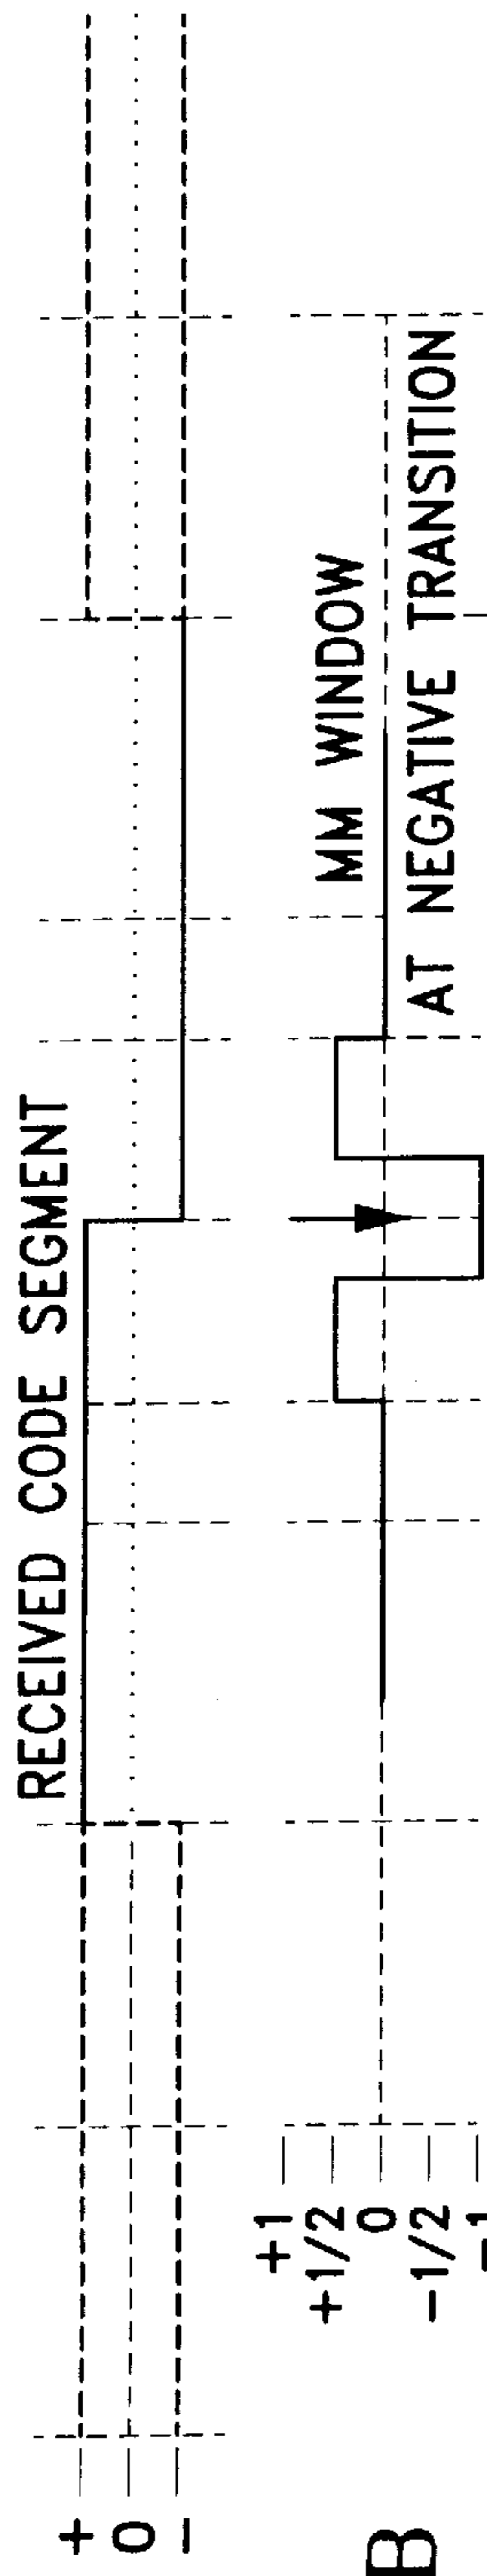 RECEIVED CODE SEGMENT
+
0
−
MM WINDOW
AT NEGATIVE TRANSITION
+1
+1/2
0
−1/2
−1
B